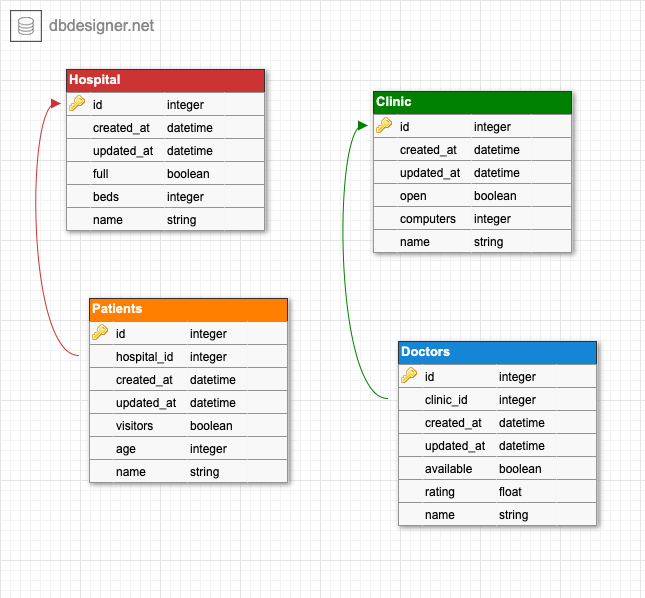 dbdesigner.net
Hospital
id integer
created_at datetime
updated_at datetime
full boolean
beds integer
name string
Clinic
id integer
created_at datetime
updated_at datetime
open boolean
computers integer
name string
Patients
id integer
hospital_id integer
created_at datetime
updated_at datetime
visitors boolean
age integer
name string
Doctors
id integer
clinic_id integer
created_at datetime
updated_at datetime
available boolean
rating float
name string